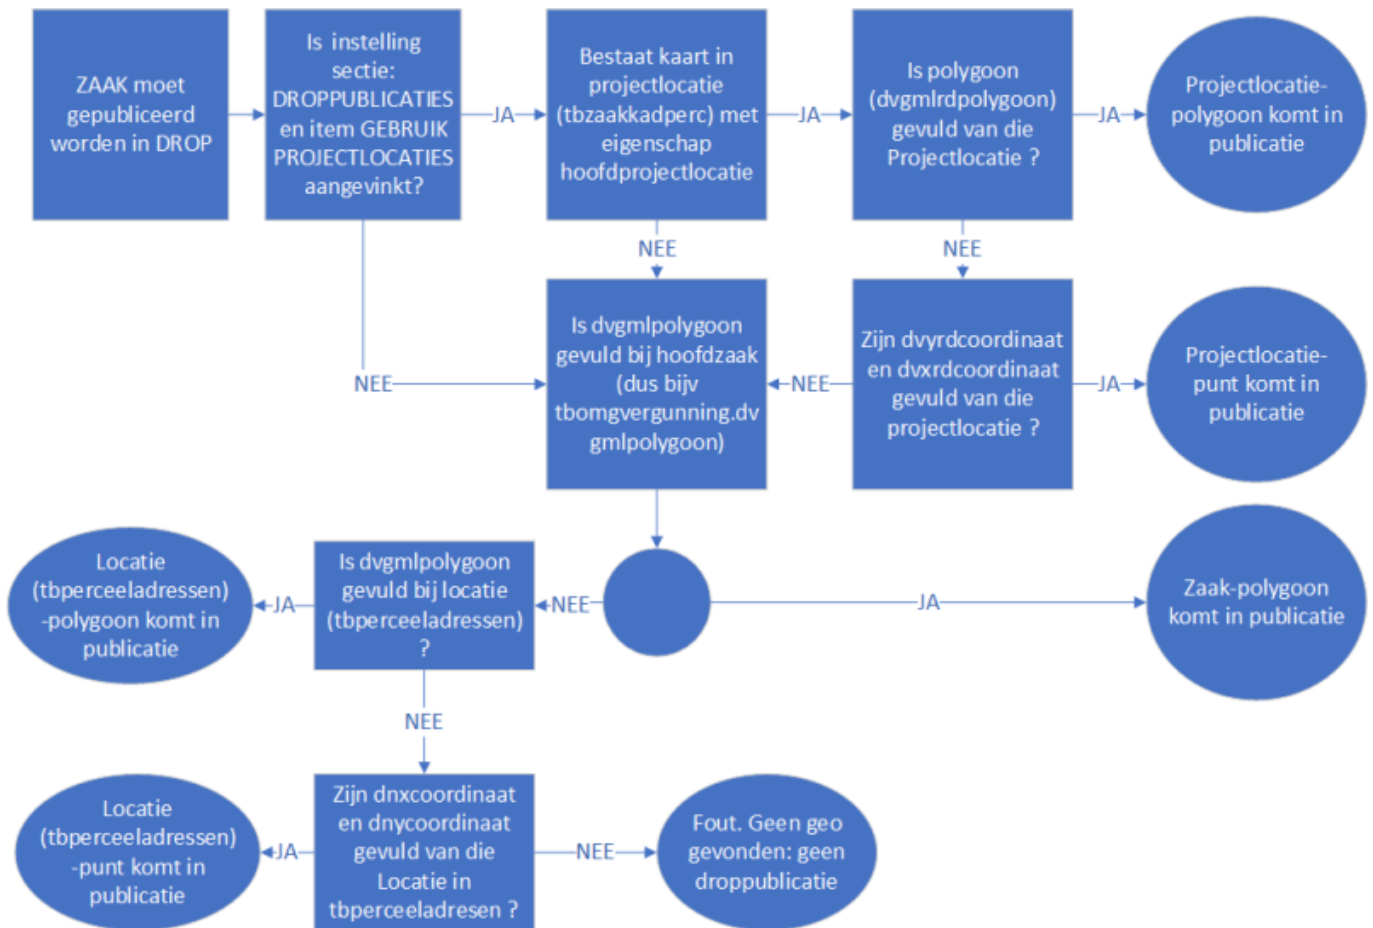 ZAAK moet
gepubliceerd
worden in DROP
Is instelling
sectie:
DROPPUBLICATIES
en item GEBRUIK
PROJECTLOCATIES
aangevinkt?
JA
Bestaat kaart in
projectlocatie
(tbzaakkadperc) met
eigenschap
hoofdprojectlocatie
JA
Is polygoon
(dvgmlrdpolygoon)
gevuld van die
Projectlocatie ?
JA
Projectlocatie-
polygoon komt in
publicatie
NEE
NEE
NEE
Is dvgmlpolygoon
gevuld bij hoofdzaak
(dus bijv
tbomgvergunning.dv
gmlpolygoon)
NEE
Zijn dvyrdcoordinaat
en dvxrdcoordinaat
gevuld van die
projectlocatie ?
JA
Projectlocatie-
punt komt in
publicatie
Locatie
(tbperceeladressen)
-polygoon komt in
publicatie
JA
Is dvgmlpolygoon
gevuld bij locatie
(tbperceeladressen)
?
NEE
JA
Zaak-polygoon
komt in publicatie
NEE
Locatie
(tbperceeladressen)
-punt komt in
publicatie
JA
Zijn dnxcoordinaat
en dnycoordinaat
gevuld van die
Locatie in
tbperceeladresen ?
NEE
Fout. Geen geo
gevonden: geen
droppublicatie